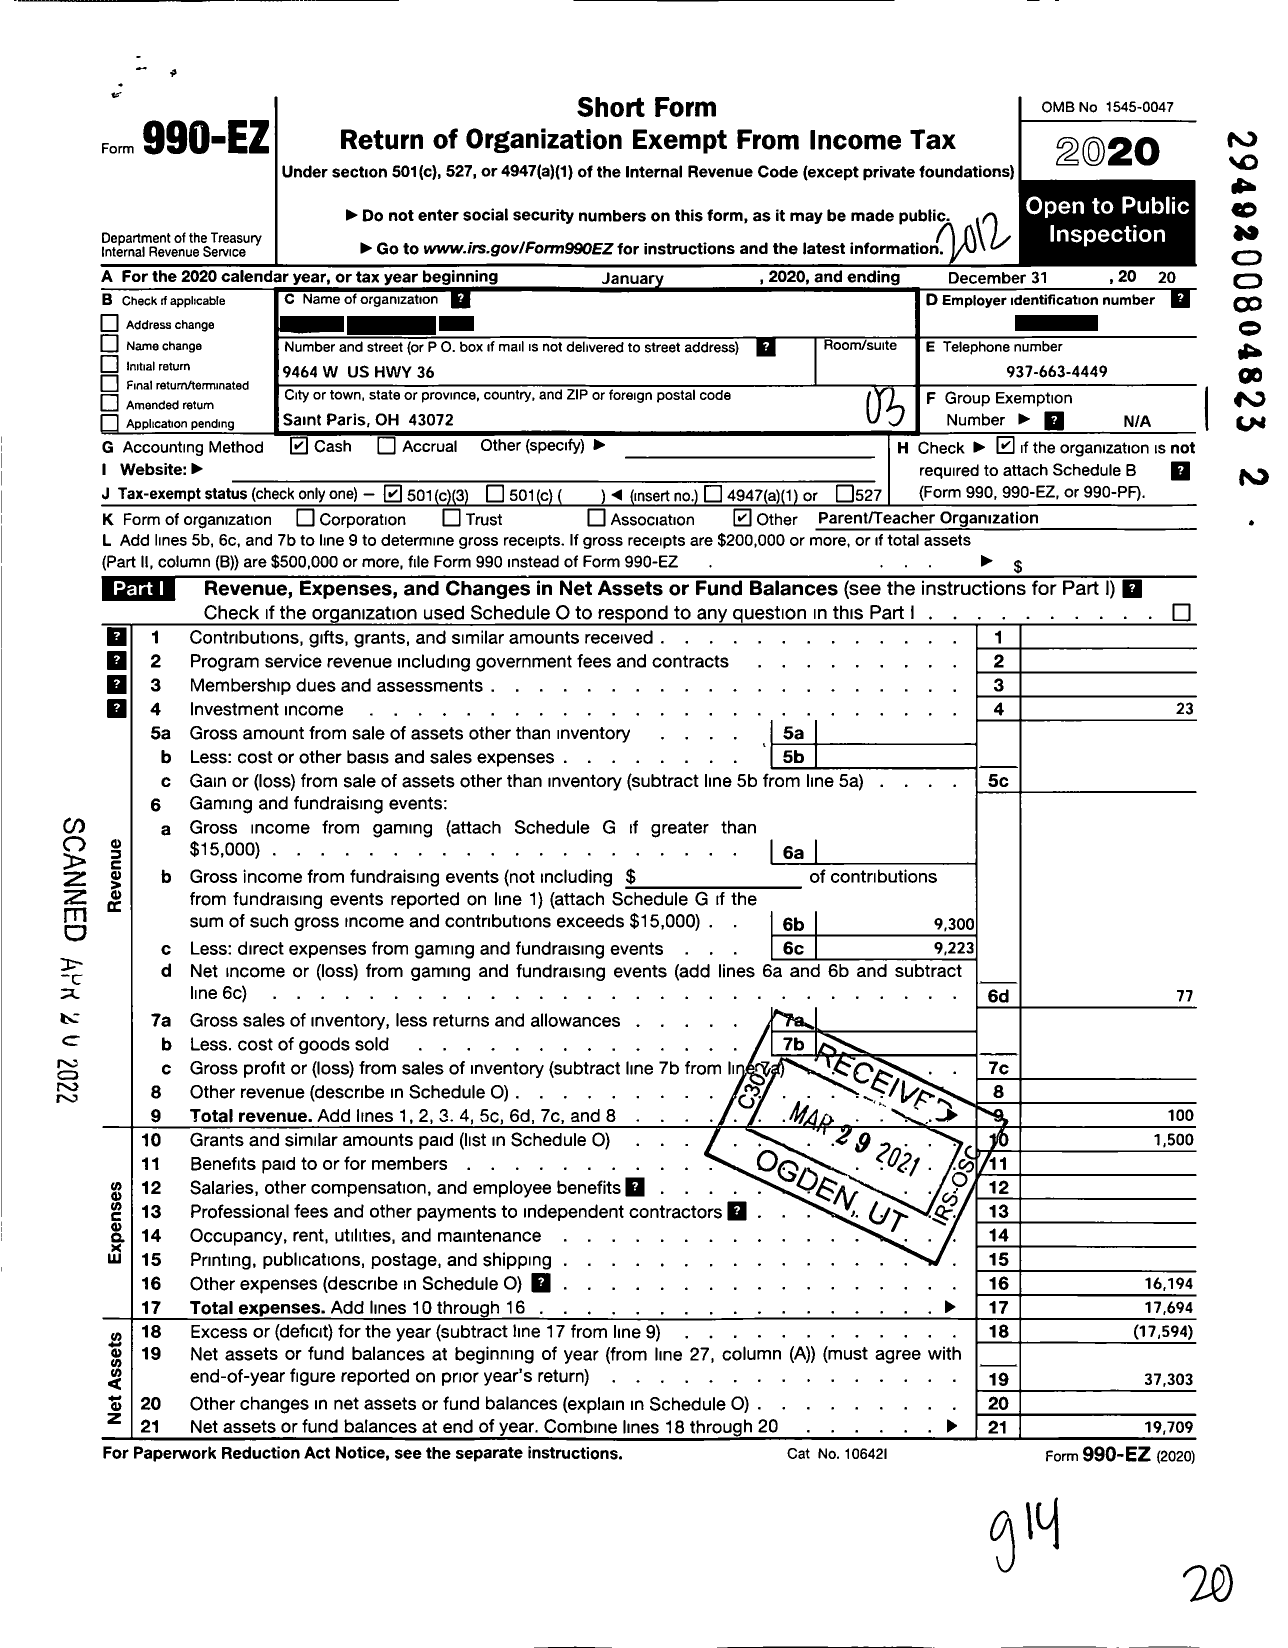 Short Form
Return of Organization Exempt From Income Tax
Under section 501(c), 527, or 4947(a)(1) of the Internal Revenue Code (except private foundations)
▶ Do not enter social security numbers on this form, as it may be made public.
▶ Go to www.irs.gov/Form990EZ for instructions and the latest information.
Form 990-EZ
Department of the Treasury
Internal Revenue Service
OMB No 1545-0047
2020
Open to Public
Inspection
2012
29492008048232
A For the 2020 calendar year, or tax year beginning January , 2020, and ending December 31 , 20 20
B Check if applicable
Address change
Name change
Initial return
Final return/terminated
Amended return
Application pending
C Name of organization ?
Number and street (or P O. box if mail is not delivered to street address) ? Room/suite
9464 W US HWY 36
City or town, state or province, country, and ZIP or foreign postal code
Saint Paris, OH 43072
03
D Employer identification number ?
E Telephone number
937-663-4449
F Group Exemption
Number ▶ ? N/A
G Accounting Method ✔ Cash Accrual Other (specify) ▶
H Check ▶ ✔ if the organization is not
required to attach Schedule B ?
(Form 990, 990-EZ, or 990-PF).
I Website: ▶
J Tax-exempt status (check only one) – ✔ 501(c)(3) 501(c) ( ) ◀ (insert no.) 4947(a)(1) or 527
K Form of organization Corporation Trust Association ✔ Other Parent/Teacher Organization
L Add lines 5b, 6c, and 7b to line 9 to determine gross receipts. If gross receipts are $200,000 or more, or if total assets
(Part II, column (B)) are $500,000 or more, file Form 990 instead of Form 990-EZ . . . . ▶ $
Part I Revenue, Expenses, and Changes in Net Assets or Fund Balances (see the instructions for Part I) ?
Check if the organization used Schedule O to respond to any question in this Part I
Revenue
? 1 Contributions, gifts, grants, and similar amounts received 1
? 2 Program service revenue including government fees and contracts 2
? 3 Membership dues and assessments 3
? 4 Investment income 4 23
5a Gross amount from sale of assets other than inventory 5a
b Less: cost or other basis and sales expenses 5b
c Gain or (loss) from sale of assets other than inventory (subtract line 5b from line 5a) 5c
6 Gaming and fundraising events:
a Gross income from gaming (attach Schedule G if greater than
$15,000) 6a
b Gross income from fundraising events (not including $ of contributions
from fundraising events reported on line 1) (attach Schedule G if the
sum of such gross income and contributions exceeds $15,000) 6b 9,300
c Less: direct expenses from gaming and fundraising events 6c 9,223
d Net income or (loss) from gaming and fundraising events (add lines 6a and 6b and subtract
line 6c) 6d 77
7a Gross sales of inventory, less returns and allowances 7a
b Less. cost of goods sold 7b
c Gross profit or (loss) from sales of inventory (subtract line 7b from line 7a) 7c
8 Other revenue (describe in Schedule O) 8
9 Total revenue. Add lines 1, 2, 3. 4, 5c, 6d, 7c, and 8 ▶ 9 100
Expenses
10 Grants and similar amounts paid (list in Schedule O) 10 1,500
11 Benefits paid to or for members 11
12 Salaries, other compensation, and employee benefits ? 12
13 Professional fees and other payments to independent contractors ? 13
14 Occupancy, rent, utilities, and maintenance 14
15 Printing, publications, postage, and shipping 15
16 Other expenses (describe in Schedule O) ? 16 16,194
17 Total expenses. Add lines 10 through 16 ▶ 17 17,694
Net Assets
18 Excess or (deficit) for the year (subtract line 17 from line 9) 18 (17,594)
19 Net assets or fund balances at beginning of year (from line 27, column (A)) (must agree with
end-of-year figure reported on prior year's return) 19 37,303
20 Other changes in net assets or fund balances (explain in Schedule O) 20
21 Net assets or fund balances at end of year. Combine lines 18 through 20 ▶ 21 19,709
RECEIVED
C307
MAR 29 2021
IRS-OSC
OGDEN, UT
SCANNED APR 20 2022
For Paperwork Reduction Act Notice, see the separate instructions. Cat No. 10642I Form 990-EZ (2020)
914
20